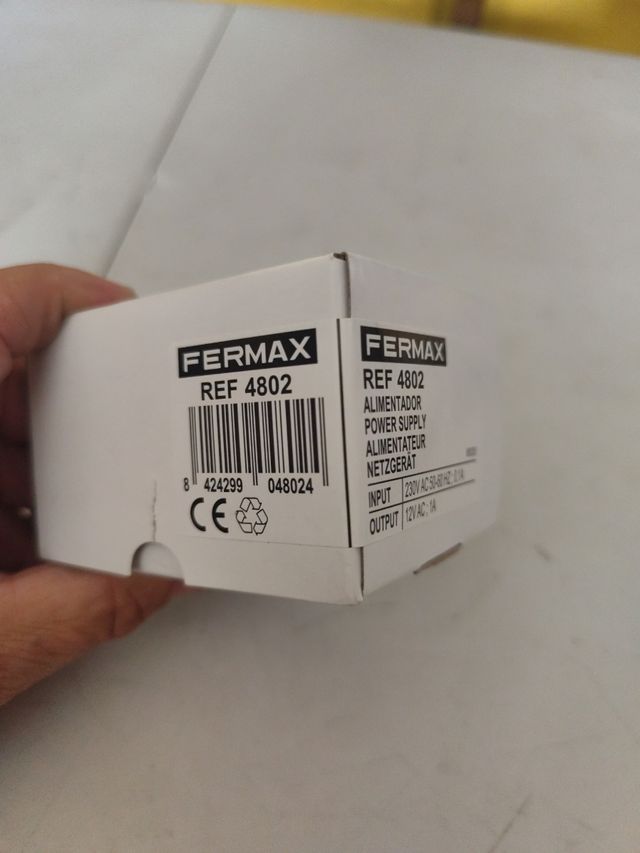 FERMAX
REF 4802
8 424299 048024
CE
FERMAX
REF 4802
ALIMENTADOR
POWER SUPPLY
ALIMENTATEUR
NETZGERÄT
INPUT 230V AC 50-60 HZ ; 0.1A
OUTPUT 12V AC : 1A